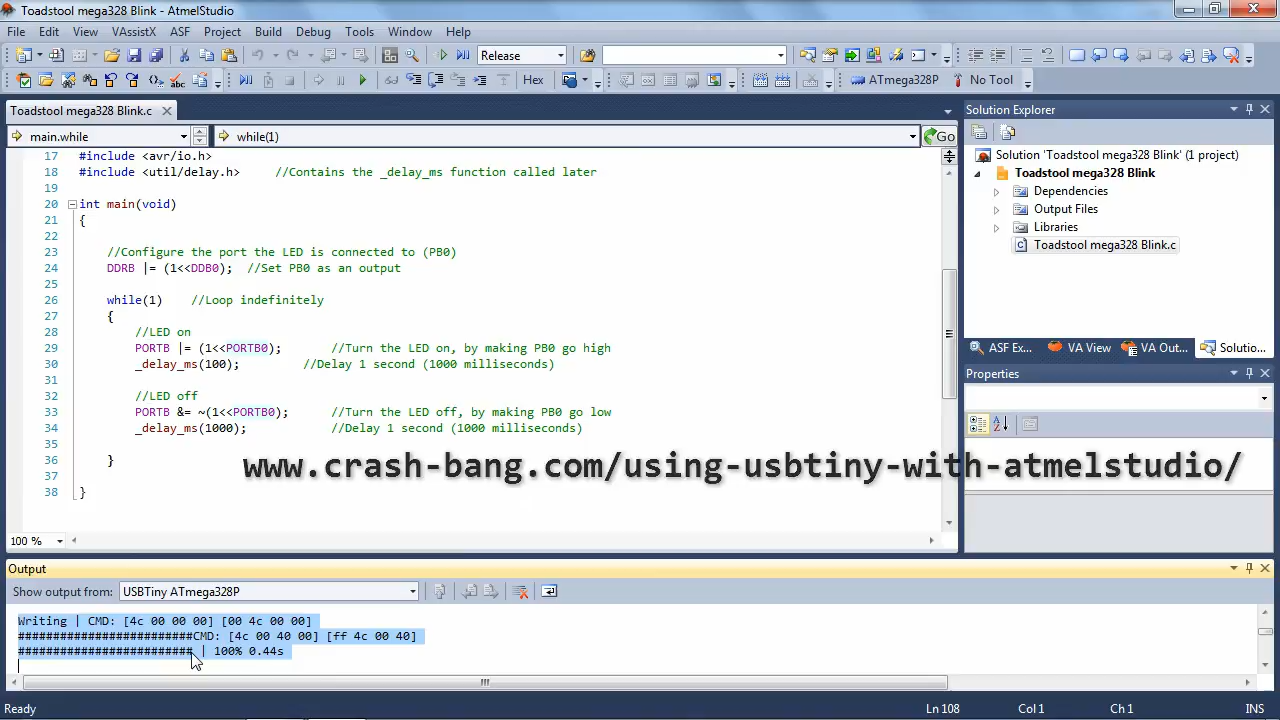 Toadstool mega328 Blink - AtmelStudio
File Edit View VAssistX ASF Project Build Debug Tools Window Help
Release
Hex ATmega328P No Tool
Toadstool mega328 Blink.c
main.while while(1) Go
17 #include <avr/io.h>
18 #include <util/delay.h> //Contains the _delay_ms function called later
19
20 int main(void)
21 {
22
23 //Configure the port the LED is connected to (PB0)
24 DDRB |= (1<<DDB0); //Set PB0 as an output
25
26 while(1) //Loop indefinitely
27 {
28 //LED on
29 PORTB |= (1<<PORTB0); //Turn the LED on, by making PB0 go high
30 _delay_ms(100); //Delay 1 second (1000 milliseconds)
31
32 //LED off
33 PORTB &= ~(1<<PORTB0); //Turn the LED off, by making PB0 go low
34 _delay_ms(1000); //Delay 1 second (1000 milliseconds)
35
36 }
37
38 }
www.crash-bang.com/using-usbtiny-with-atmelstudio/
100 %
Solution Explorer
Solution 'Toadstool mega328 Blink' (1 project)
Toadstool mega328 Blink
Dependencies
Output Files
Libraries
Toadstool mega328 Blink.c
ASF Ex... VA View VA Out... Solutio...
Properties
Output
Show output from: USBTiny ATmega328P
Writing | CMD: [4c 00 00 00] [00 4c 00 00]
#########################CMD: [4c 00 40 00] [ff 4c 00 40]
######################### | 100% 0.44s
Ready Ln 108 Col 1 Ch 1 INS